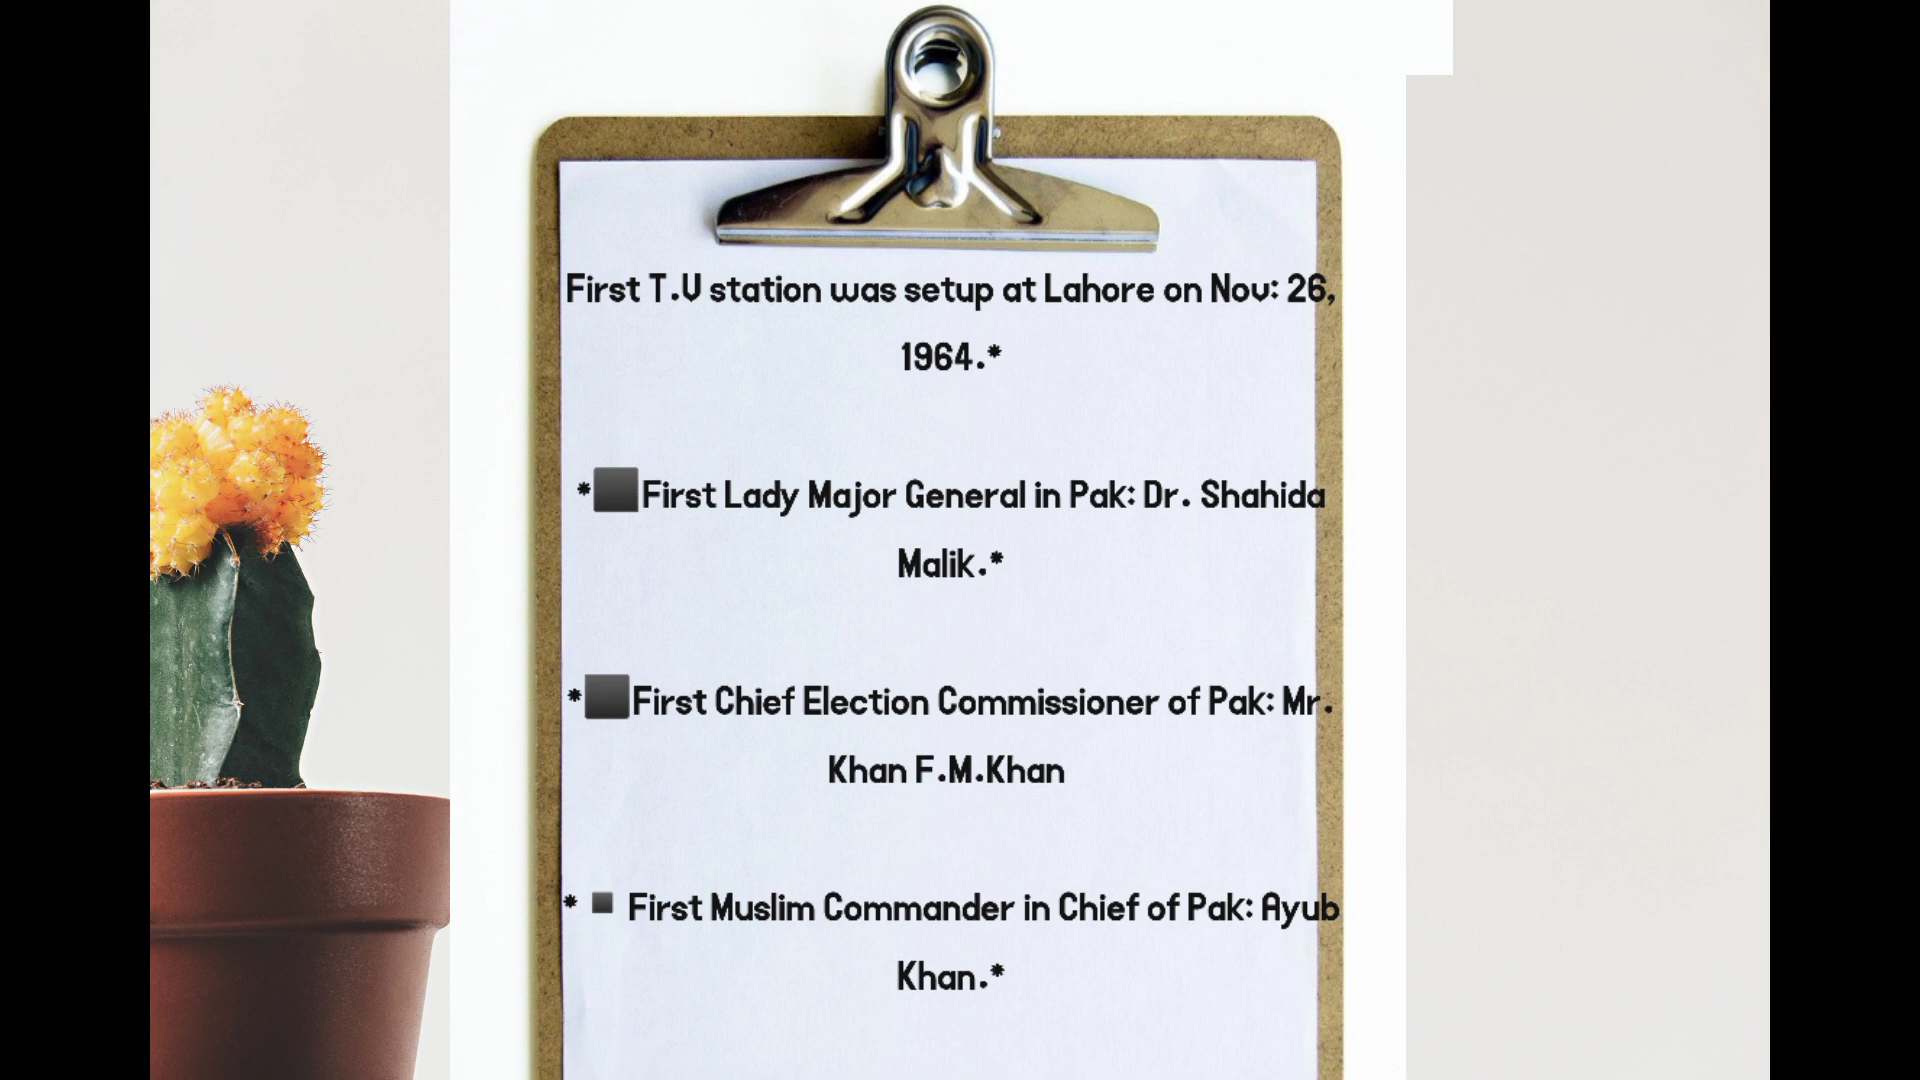 First T.V station was setup at Lahore on Nov: 26,
1964.*
*⬛First Lady Major General in Pak: Dr. Shahida
Malik.*
*⬛First Chief Election Commissioner of Pak: Mr.
Khan F.M.Khan
*▪ First Muslim Commander in Chief of Pak: Ayub
Khan.*